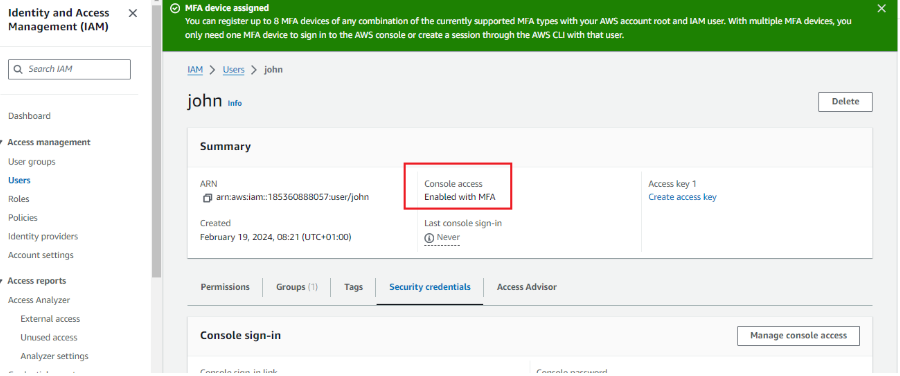 Identity and Access
Management (IAM)
Search IAM
Dashboard
Access management
User groups
Users
Roles
Policies
Identity providers
Account settings
Access reports
Access Analyzer
External access
Unused access
Analyzer settings
MFA device assigned
You can register up to 8 MFA devices of any combination of the currently supported MFA types with your AWS account root and IAM user. With multiple MFA devices, you
only need one MFA device to sign in to the AWS console or create a session through the AWS CLI with that user.
IAM > Users > john
john Info
Delete
Summary
ARN
arn:aws:iam::185360888057:user/john
Console access
Enabled with MFA
Access key 1
Create access key
Created
February 19, 2024, 08:21 (UTC+01:00)
Last console sign-in
Never
Permissions
Groups (1)
Tags
Security credentials
Access Advisor
Console sign-in
Manage console access
Console sign-in link
Console password